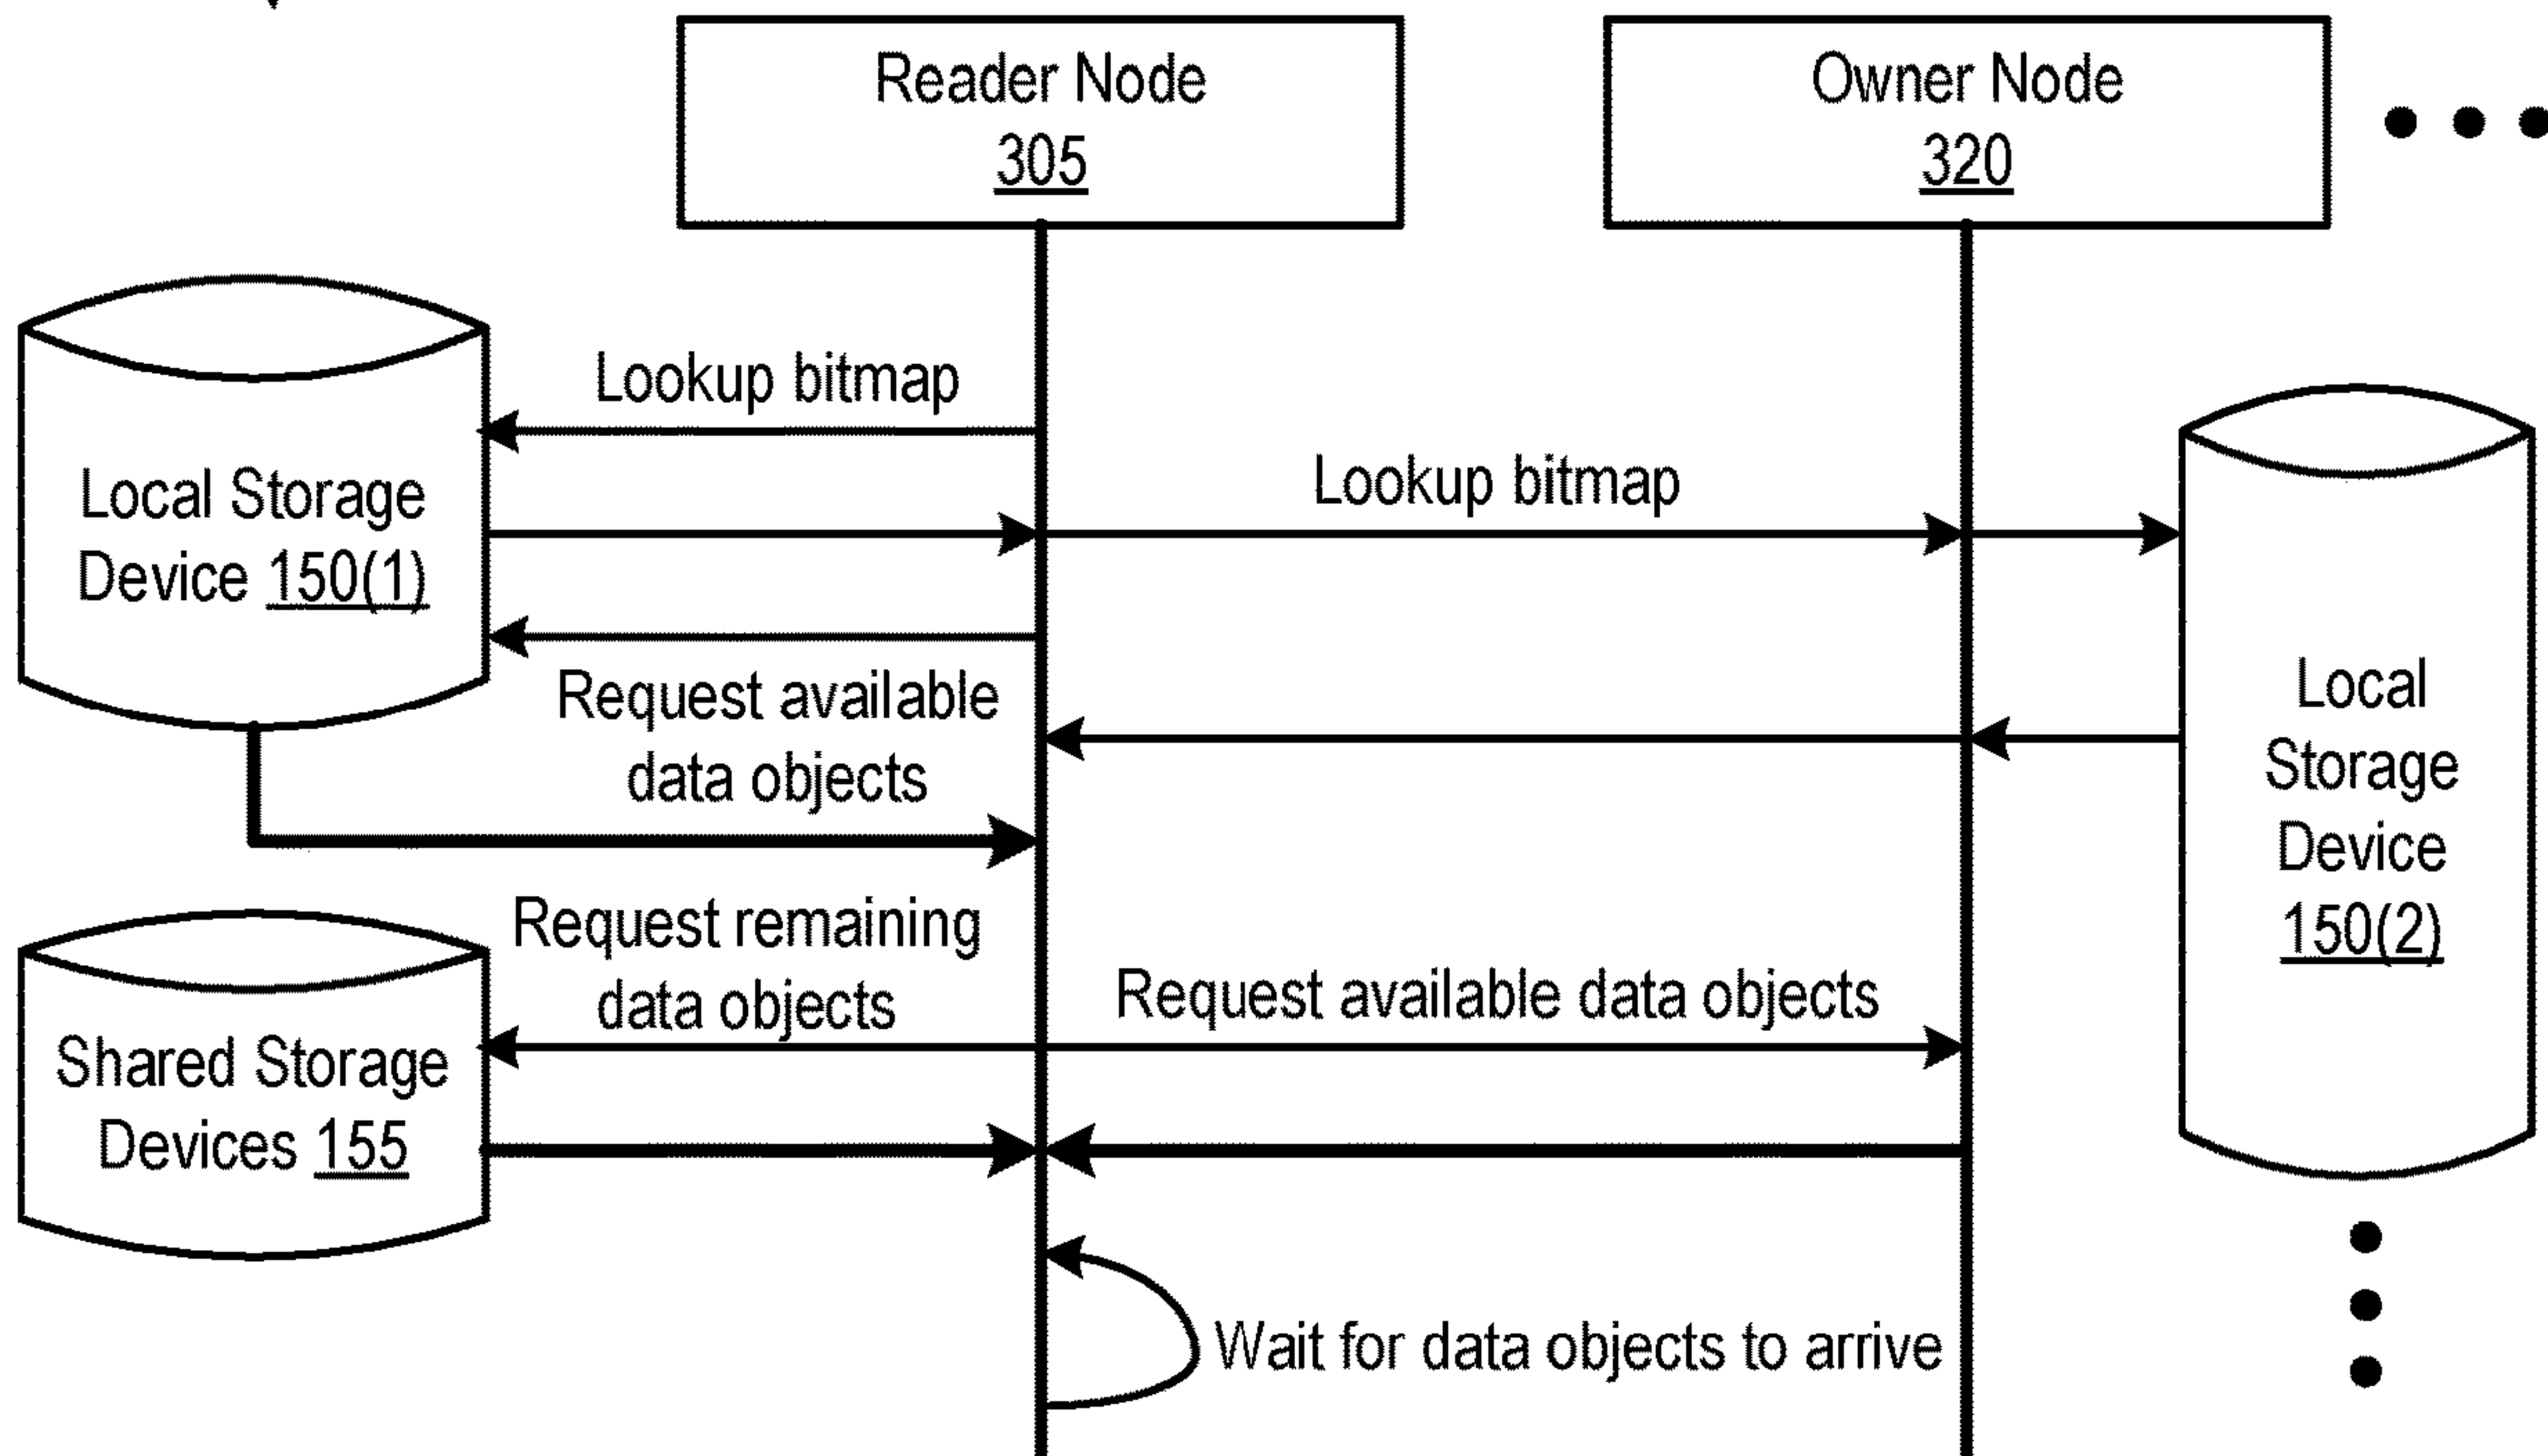 Reader Node
305
Owner Node
320
Lookup bitmap
Local Storage
Device 150(1)
Lookup bitmap
Request available
data objects
Local
Storage
Device
150(2)
Request remaining
data objects
Request available data objects
Shared Storage
Devices 155
Wait for data objects to arrive